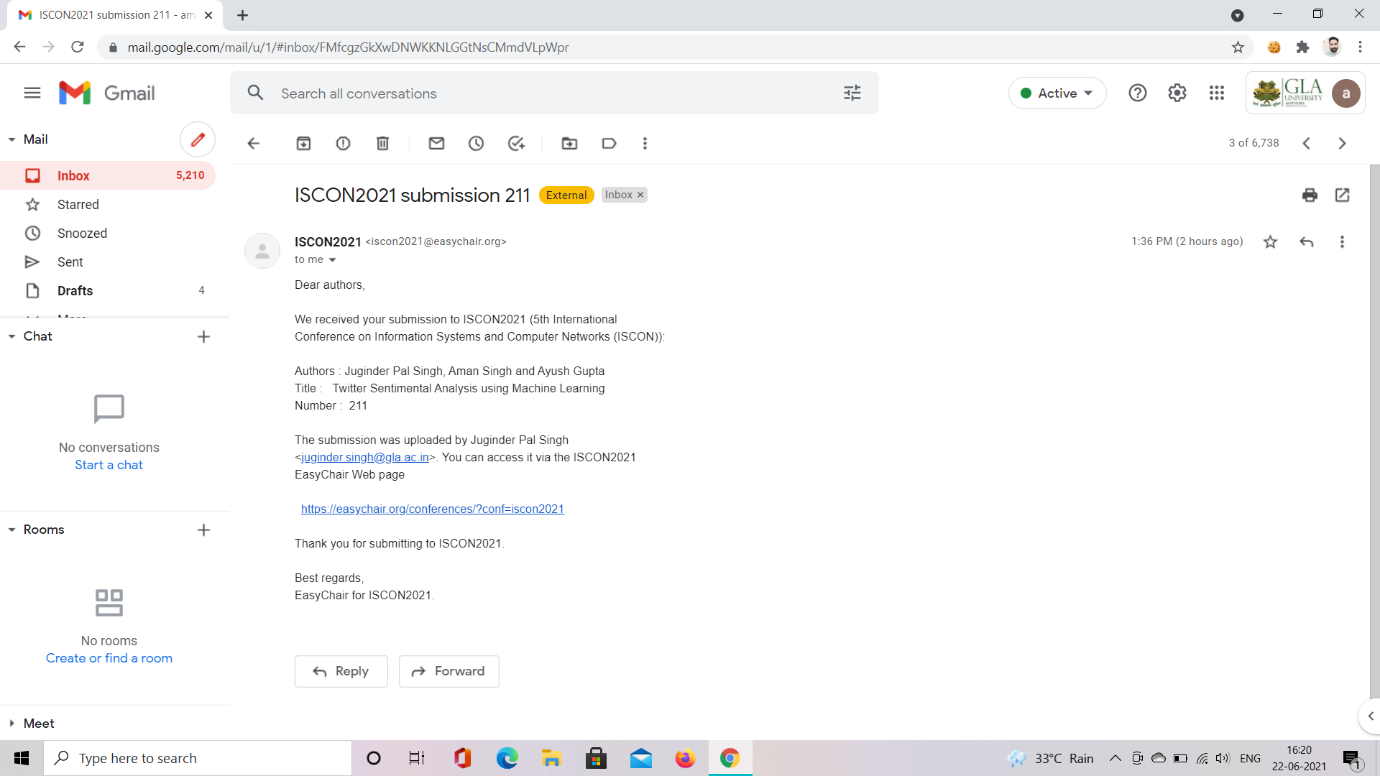 ISCON2021 submission 211 - am
mail.google.com/mail/u/1/#inbox/FMfcgzGkXwDNWKKNLGGtNsCMmdVLpWpr
Gmail
Search all conversations
Active
GLA
UNIVERSITY
a
Mail
3 of 6,738
Inbox 5,210
Starred
Snoozed
Sent
Drafts 4
Chat
No conversations
Start a chat
Rooms
No rooms
Create or find a room
Meet
ISCON2021 submission 211 External Inbox ×
ISCON2021 <iscon2021@easychair.org> 1:36 PM (2 hours ago)
to me
Dear authors,
We received your submission to ISCON2021 (5th International
Conference on Information Systems and Computer Networks (ISCON)):
Authors : Juginder Pal Singh, Aman Singh and Ayush Gupta
Title : Twitter Sentimental Analysis using Machine Learning
Number : 211
The submission was uploaded by Juginder Pal Singh
<juginder.singh@gla.ac.in>. You can access it via the ISCON2021
EasyChair Web page
https://easychair.org/conferences/?conf=iscon2021
Thank you for submitting to ISCON2021.
Best regards,
EasyChair for ISCON2021.
Reply Forward
Type here to search
33°C Rain
ENG
16:20
22-06-2021
1